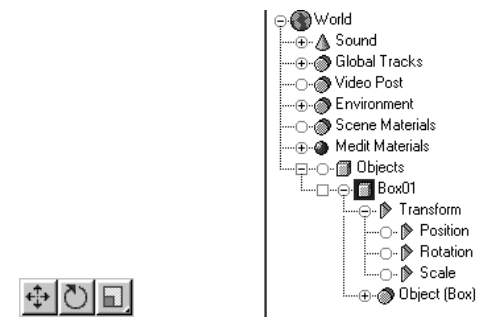 World
Sound
Global Tracks
Video Post
Environment
Scene Materials
Medit Materials
Objects
Box01
Transform
Position
Rotation
Scale
Object (Box)